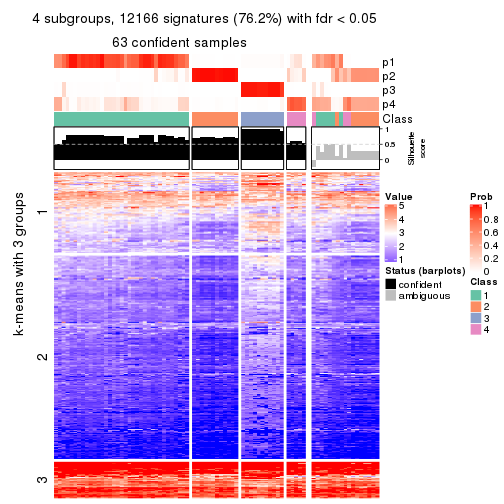 4 subgroups, 12166 signatures (76.2%) with fdr < 0.05
63 confident samples
p1
p2
p3
p4
Class
1
0.5
0
Silhouette
score
k-means with 3 groups
1
2
3
Value
5
4
3
2
1
Status (barplots)
confident
ambiguous
Prob
1
0.8
0.6
0.4
0.2
0
Class
1
2
3
4